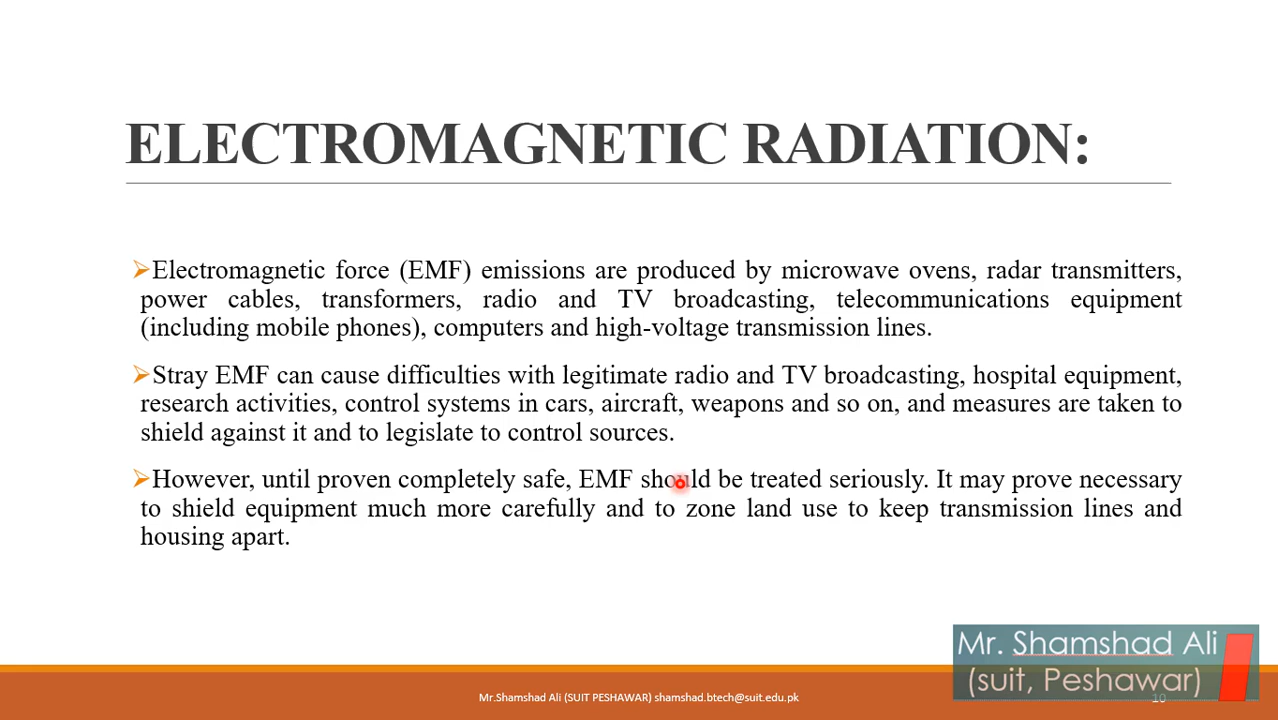 ELECTROMAGNETIC RADIATION:
Electromagnetic force (EMF) emissions are produced by microwave ovens, radar transmitters,
power cables, transformers, radio and TV broadcasting, telecommunications equipment
(including mobile phones), computers and high-voltage transmission lines.
Stray EMF can cause difficulties with legitimate radio and TV broadcasting, hospital equipment,
research activities, control systems in cars, aircraft, weapons and so on, and measures are taken to
shield against it and to legislate to control sources.
However, until proven completely safe, EMF should be treated seriously. It may prove necessary
to shield equipment much more carefully and to zone land use to keep transmission lines and
housing apart.
Mr. Shamshad Ali
(suit, Peshawar)
Mr.Shamshad Ali (SUIT PESHAWAR) shamshad.btech@suit.edu.pk
10